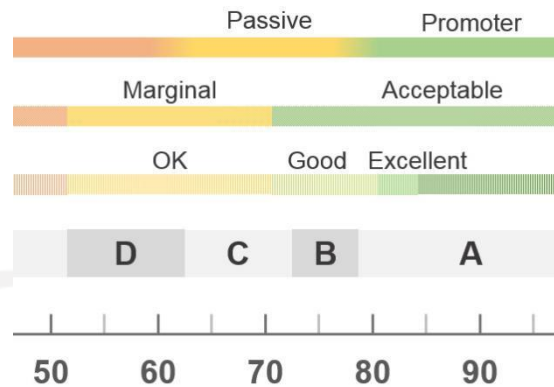 Passive Promoter
Marginal Acceptable
OK Good Excellent
D C B A
50 60 70 80 90